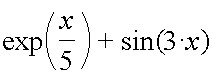 exp(x/5) + sin(3·x)